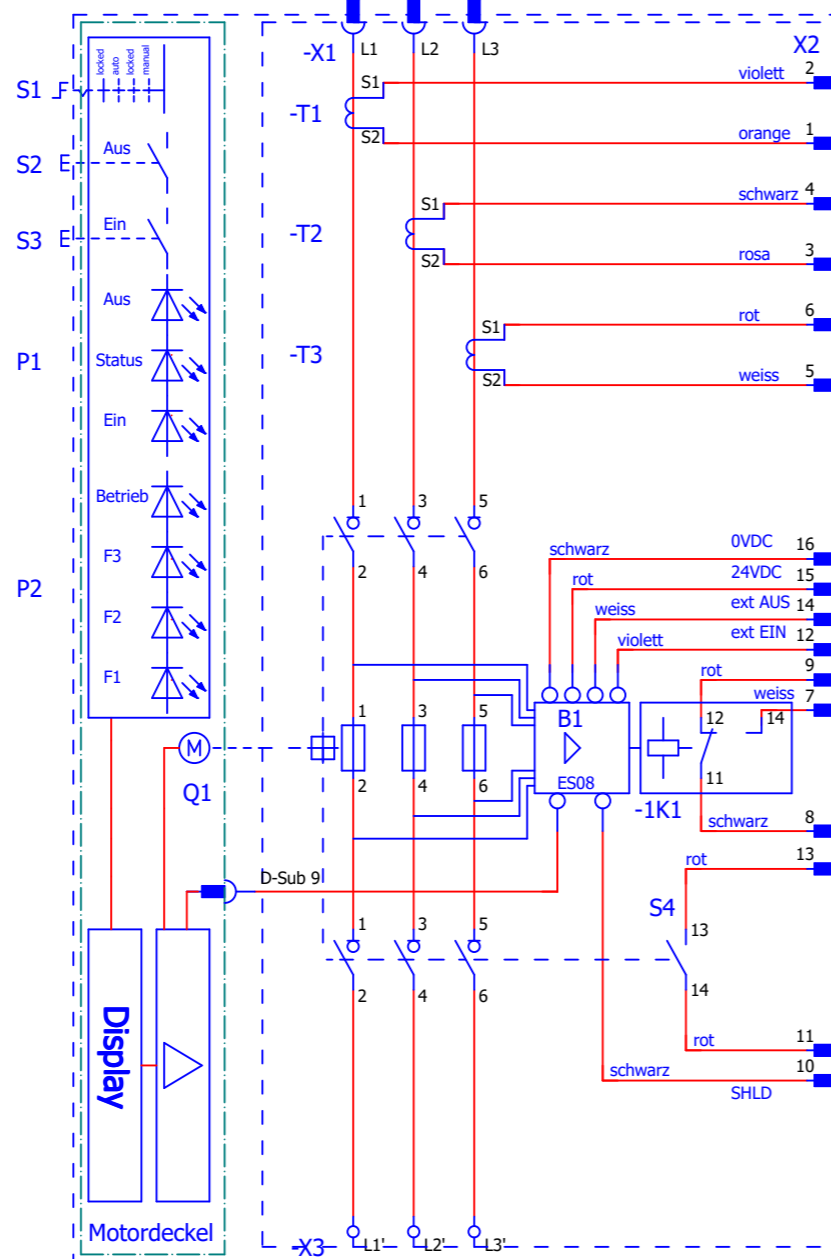 -X1 L1 L2 L3 X2
locked
auto
locked
manual
S1
S1 violett 2
-T1
S2 orange 1
Aus
S2
S1 schwarz 4
-T2
S2 rosa 3
Ein
S3
Aus
S1 rot 6
-T3
S2 weiss 5
P1
Status
Ein
Betrieb
1 3 5
2 4 6
F3
P2
F2
F1
schwarz 0VDC 16
rot 24VDC 15
weiss ext AUS 14
violett ext EIN 12
rot 9
weiss 7
1 3 5
B1
12 14
M
Q1
2 4 6
ES08
11
-1K1
schwarz 8
D-Sub 9
rot 13
S4
1 3 5
13
2 4 6
14
rot 11
schwarz 10
SHLD
Display
Motordeckel
-X3 L1' L2' L3'